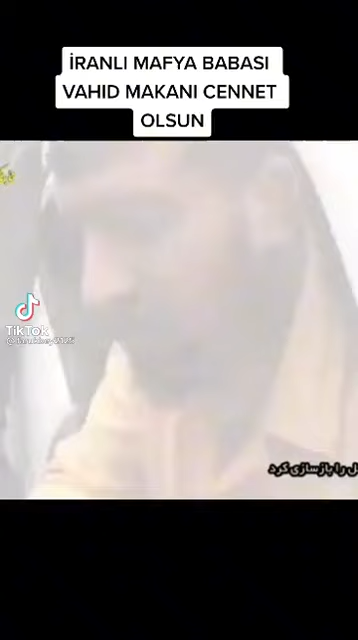 İRANLI MAFYA BABASI
VAHID MAKANI CENNET
OLSUN
TikTok
ل را بازسازی کرد